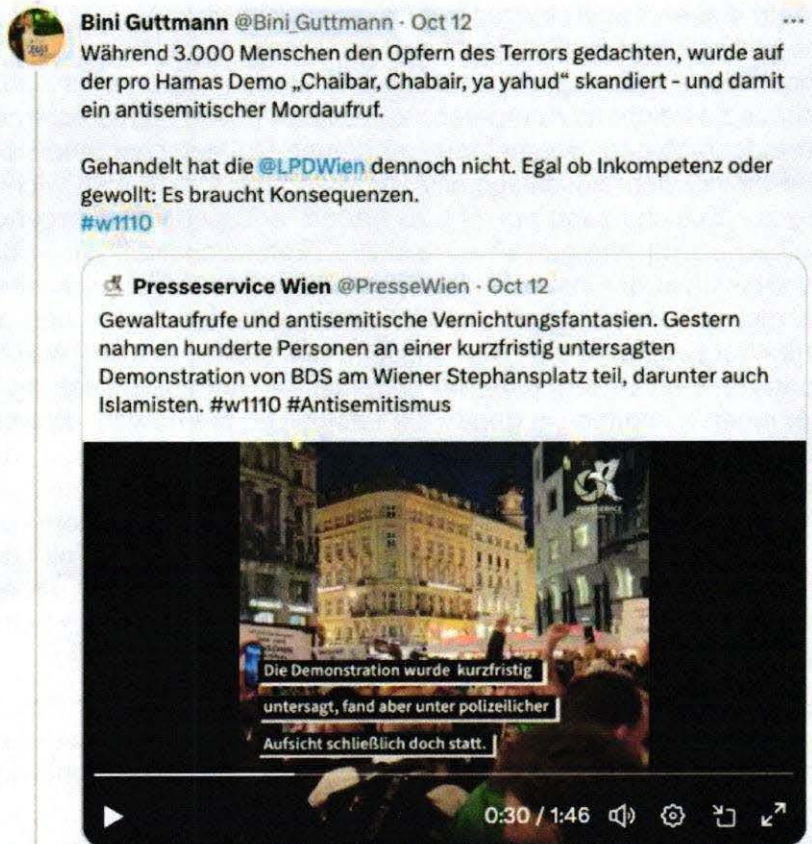 Bini Guttmann @Bini_Guttmann · Oct 12
Während 3.000 Menschen den Opfern des Terrors gedachten, wurde auf
der pro Hamas Demo „Chaibar, Chabair, ya yahud“ skandiert - und damit
ein antisemitischer Mordaufruf.
Gehandelt hat die @LPDWien dennoch nicht. Egal ob Inkompetenz oder
gewollt: Es braucht Konsequenzen.
#w1110
Presseservice Wien @PresseWien · Oct 12
Gewaltaufrufe und antisemitische Vernichtungsfantasien. Gestern
nahmen hunderte Personen an einer kurzfristig untersagten
Demonstration von BDS am Wiener Stephansplatz teil, darunter auch
Islamisten. #w1110 #Antisemitismus
Die Demonstration wurde kurzfristig
untersagt, fand aber unter polizeilicher
Aufsicht schließlich doch statt.
0:30 / 1:46